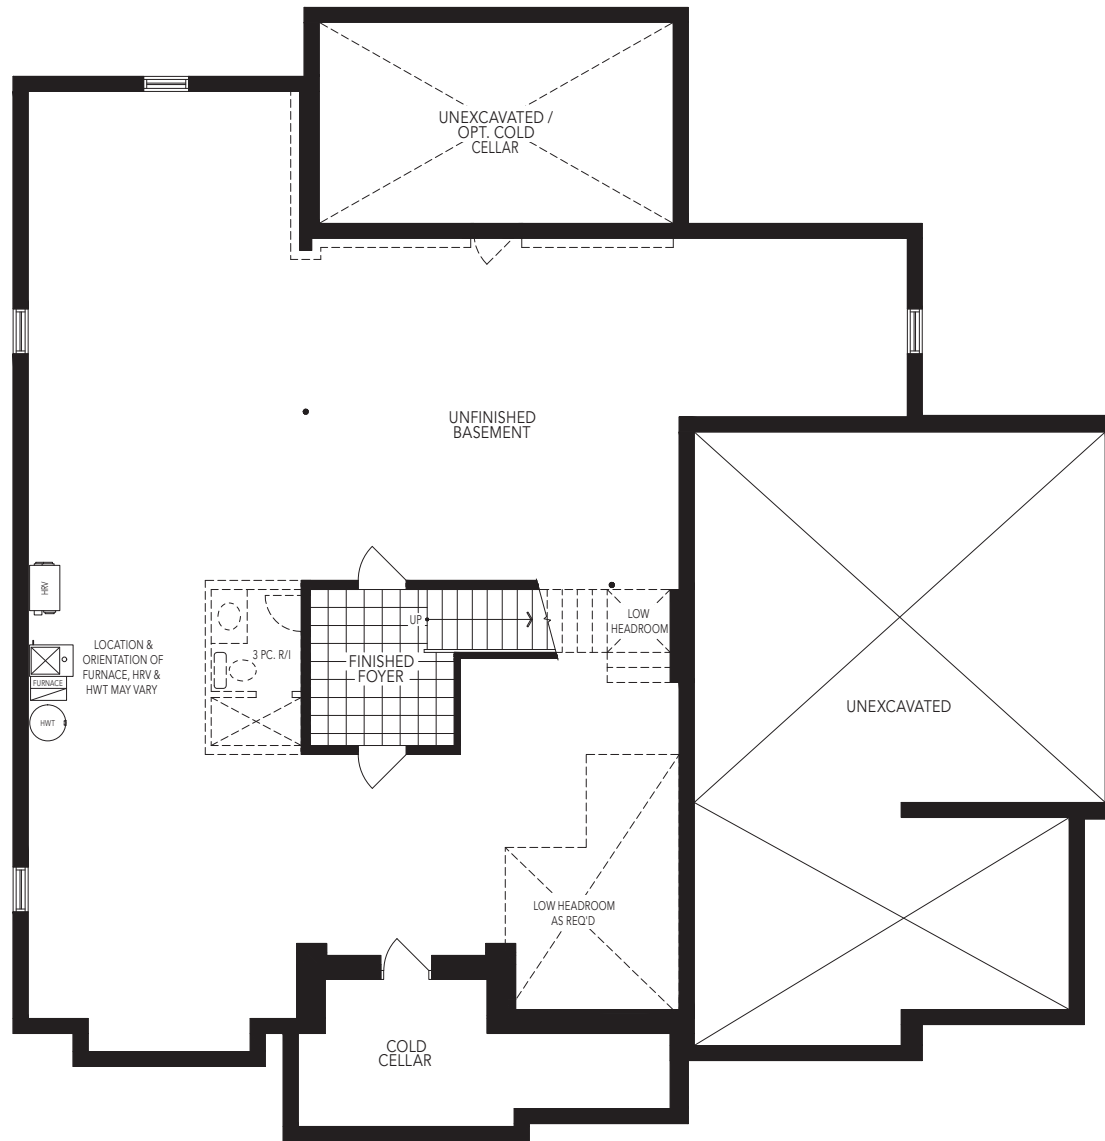 UNEXCAVATED /
OPT. COLD
CELLAR
UNFINISHED
BASEMENT
HRV
LOCATION &
ORIENTATION OF
FURNACE, HRV &
HWT MAY VARY
FURNACE
HWT
3 PC. R/I
UP
FINISHED
FOYER
LOW
HEADROOM
UNEXCAVATED
LOW HEADROOM
AS REQ'D
COLD
CELLAR